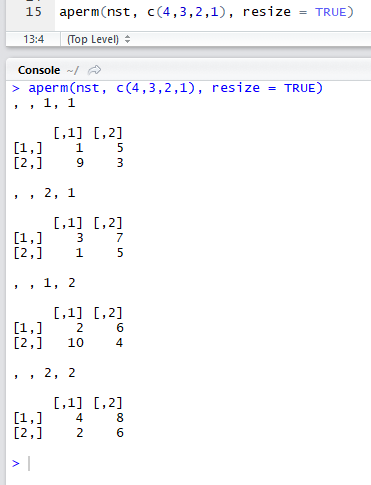 15 aperm(nst, c(4,3,2,1), resize = TRUE)
13:4 (Top Level)
Console ~/
> aperm(nst, c(4,3,2,1), resize = TRUE)
, , 1, 1
[,1] [,2]
[1,] 1 5
[2,] 9 3
, , 2, 1
[,1] [,2]
[1,] 3 7
[2,] 1 5
, , 1, 2
[,1] [,2]
[1,] 2 6
[2,] 10 4
, , 2, 2
[,1] [,2]
[1,] 4 8
[2,] 2 6
>